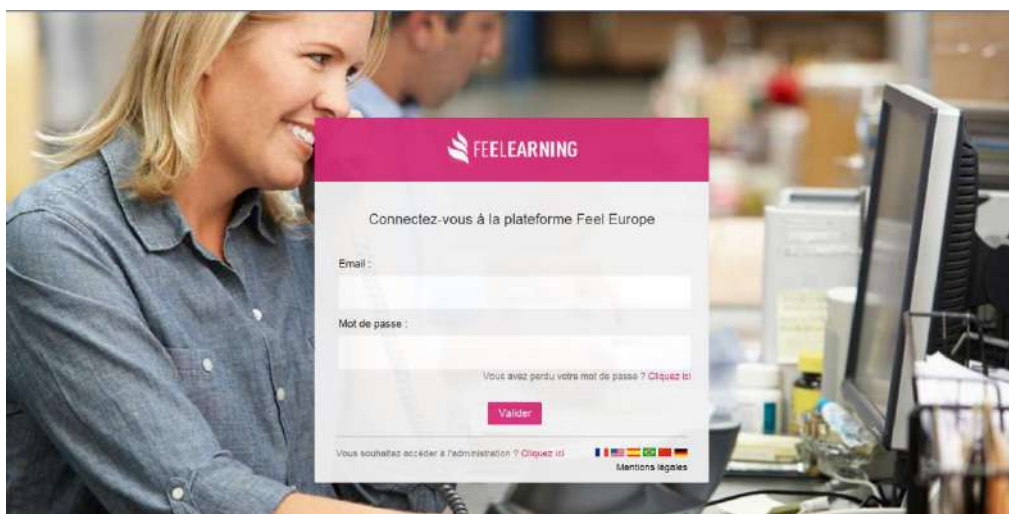 FEELEARNING
Connectez-vous à la plateforme Feel Europe
Email :
Mot de passe :
Vous avez perdu votre mot de passe ? Cliquez ici
Valider
Vous souhaitez accéder à l'administration ? Cliquez ici
Mentions légales